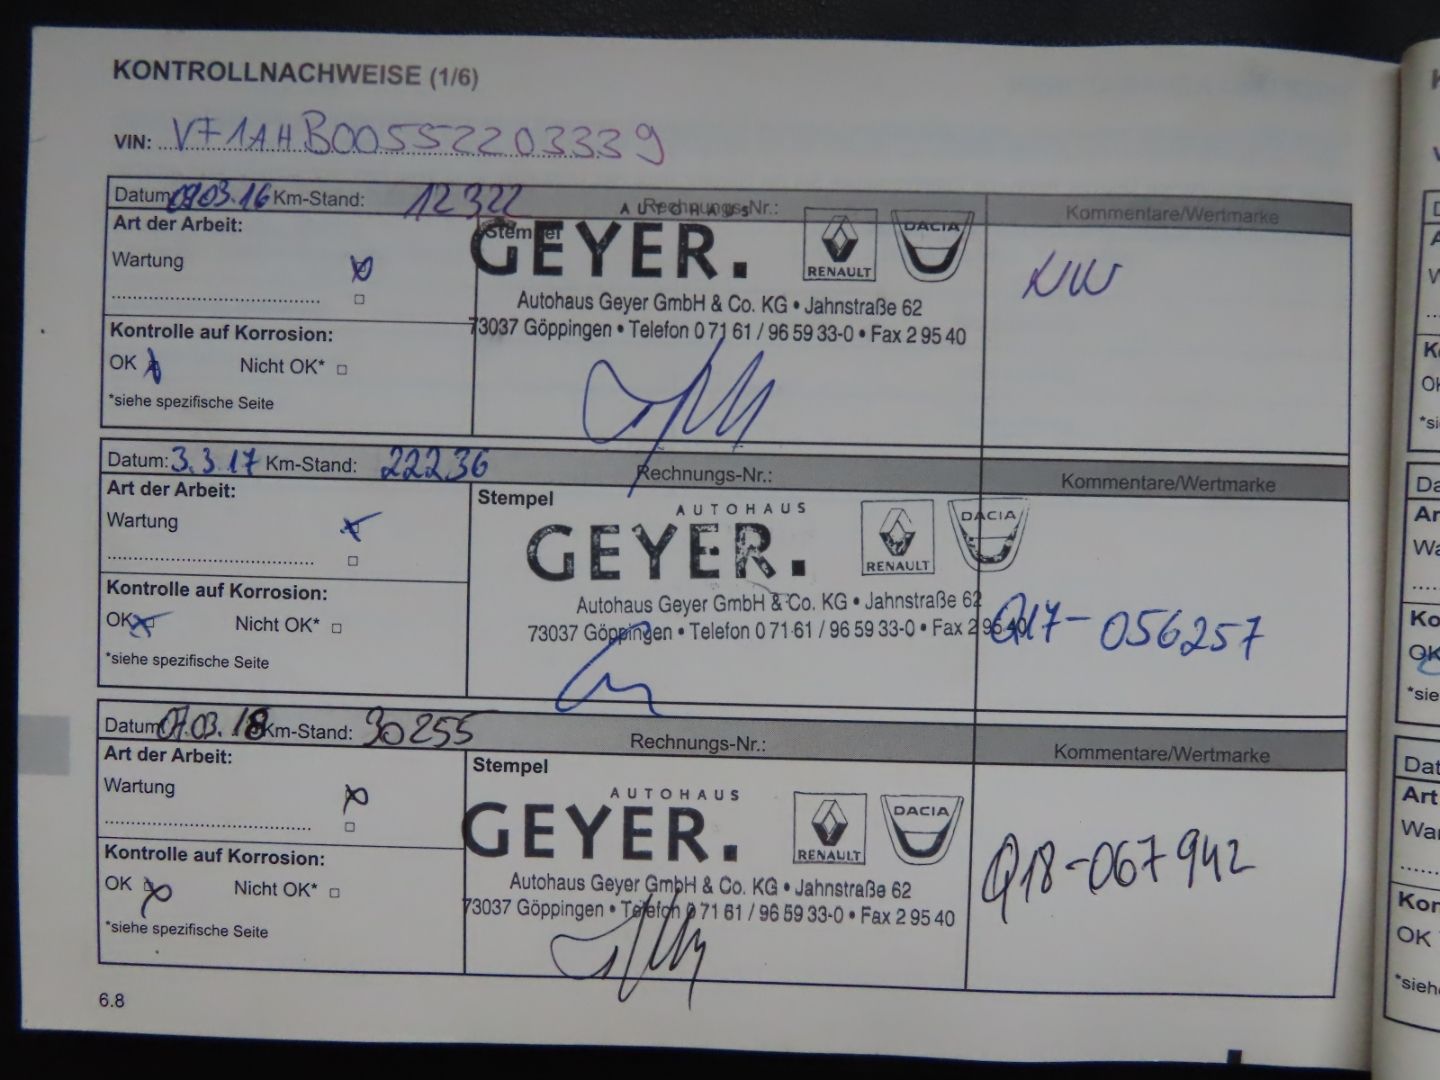 KONTROLLNACHWEISE (1/6)
VIN: VF1AHB00552203339
Datum: 09.03.16 Km-Stand: 12322 Rechnungs-Nr.: Kommentare/Wertmarke
Art der Arbeit:
Wartung
Kontrolle auf Korrosion:
OK Nicht OK*
*siehe spezifische Seite
Stempel
AUTOHAUS
GEYER.
RENAULT
DACIA
Autohaus Geyer GmbH & Co. KG • Jahnstraße 62
73037 Göppingen • Telefon 0 71 61 / 96 59 33-0 • Fax 2 95 40
Datum: 3.3.17 Km-Stand: 22236 Rechnungs-Nr.: Kommentare/Wertmarke
Art der Arbeit:
Wartung
Kontrolle auf Korrosion:
OK Nicht OK*
*siehe spezifische Seite
Stempel
AUTOHAUS
GEYER.
RENAULT
DACIA
Autohaus Geyer GmbH & Co. KG • Jahnstraße 62
73037 Göppingen • Telefon 0 71 61 / 96 59 33-0 • Fax 2 95 40
Q17-056257
Datum: 07.03.18 Km-Stand: 30255 Rechnungs-Nr.: Kommentare/Wertmarke
Art der Arbeit:
Wartung
Kontrolle auf Korrosion:
OK Nicht OK*
*siehe spezifische Seite
Stempel
AUTOHAUS
GEYER.
RENAULT
DACIA
Autohaus Geyer GmbH & Co. KG • Jahnstraße 62
73037 Göppingen • Telefon 0 71 61 / 96 59 33-0 • Fax 2 95 40
Q18-067942
6.8